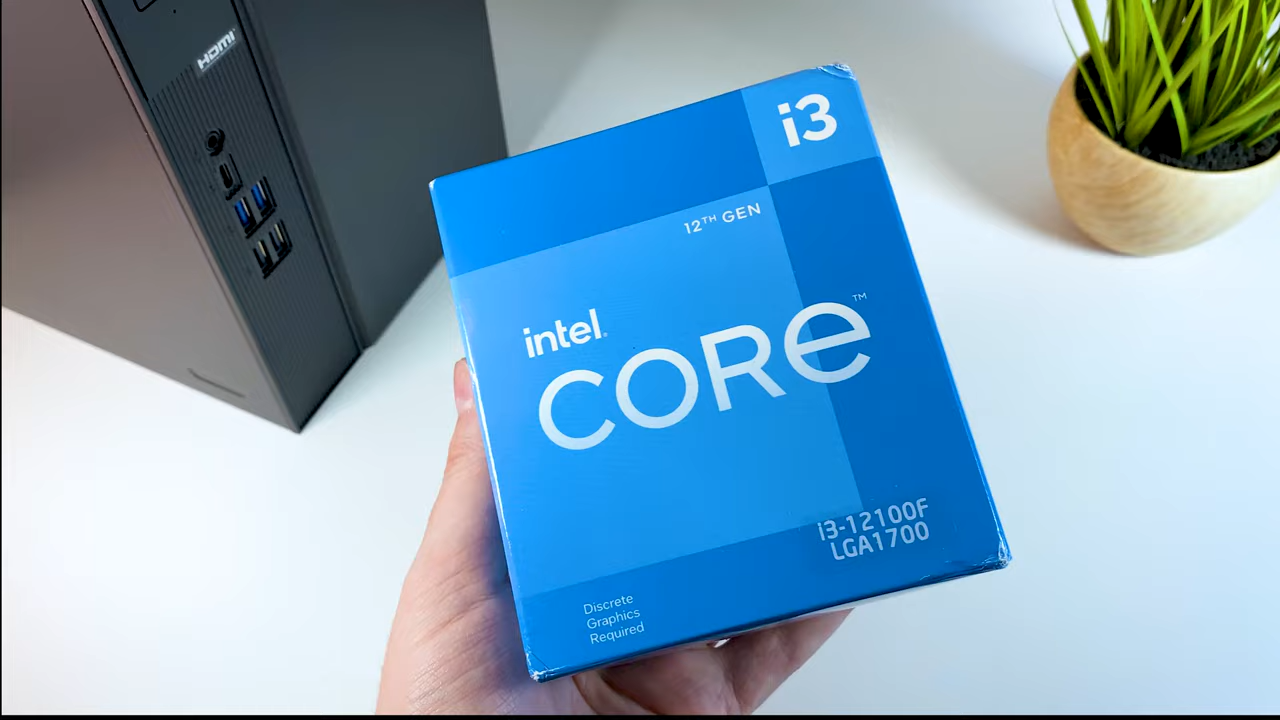 HDMI
i3
12TH GEN
intel.
CORE™
i3-12100F
LGA1700
Discrete
Graphics
Required